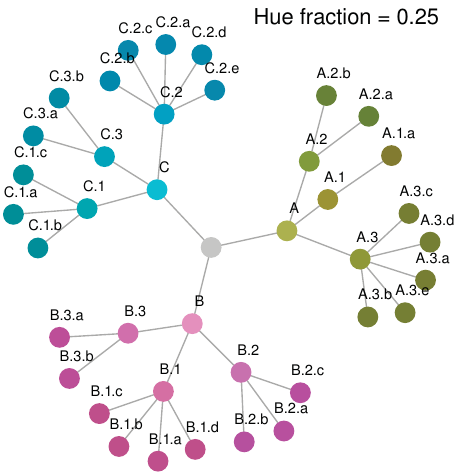 Hue fraction = 0.25
C.2.a
C.2.c
C.2.d
C.2.b
C.2.e
C.2
C.3.b
C.3.a
C.3
C.1.c
C.1.a
C.1
C.1.b
C
A.2.b
A.2.a
A.2
A.1.a
A.1
A
A.3.c
A.3.d
A.3
A.3.a
A.3.b
A.3.e
B
B.3.a
B.3
B.3.b
B.2
B.2.c
B.1
B.1.c
B.2.a
B.2.b
B.1.b
B.1.d
B.1.a